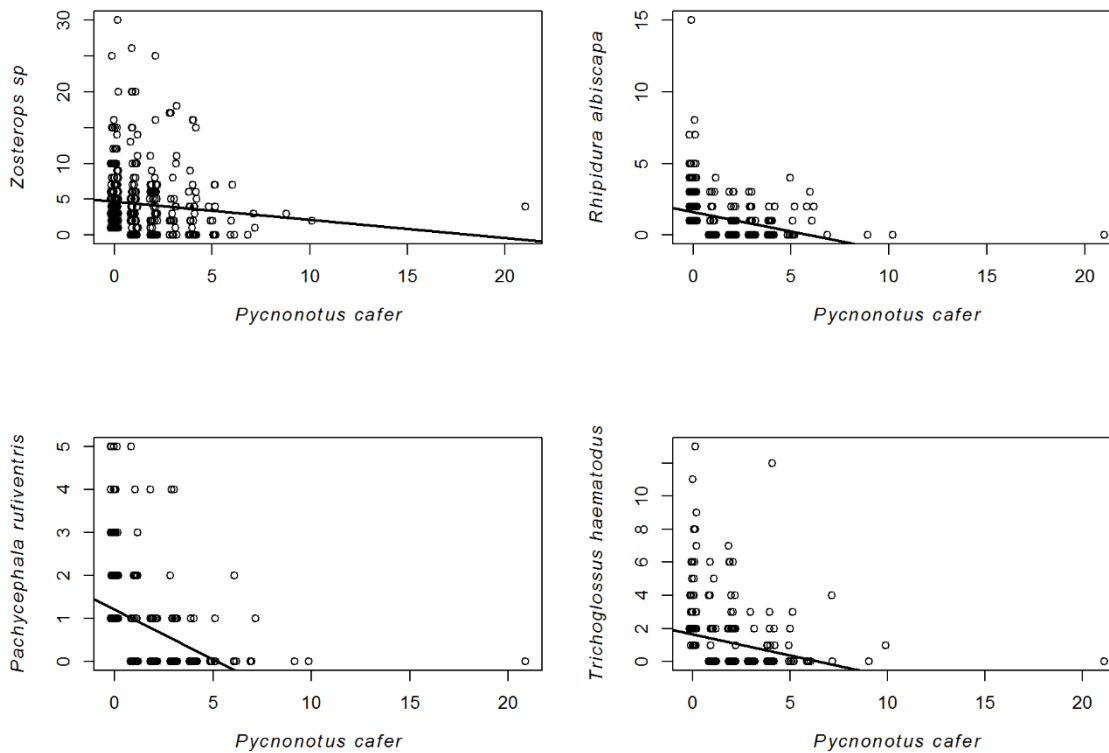 30
20
10
5
0
Zosterops sp
0 5 10 15 20
Pycnonotus cafer
15
10
5
0
Rhipidura albiscapa
0 5 10 15 20
Pycnonotus cafer
5
4
3
2
1
0
Pachycephala rufiventris
0 5 10 15 20
Pycnonotus cafer
10
8
6
4
2
0
Trichoglossus haematodus
0 5 10 15 20
Pycnonotus cafer